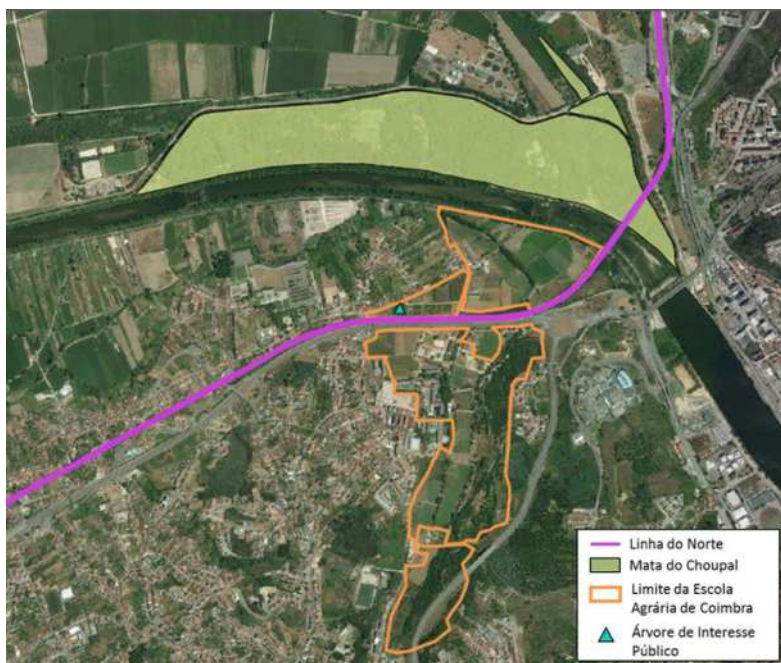 Linha do Norte
Mata do Choupal
Limite da Escola
Agrária de Coimbra
Árvore de Interesse
Público